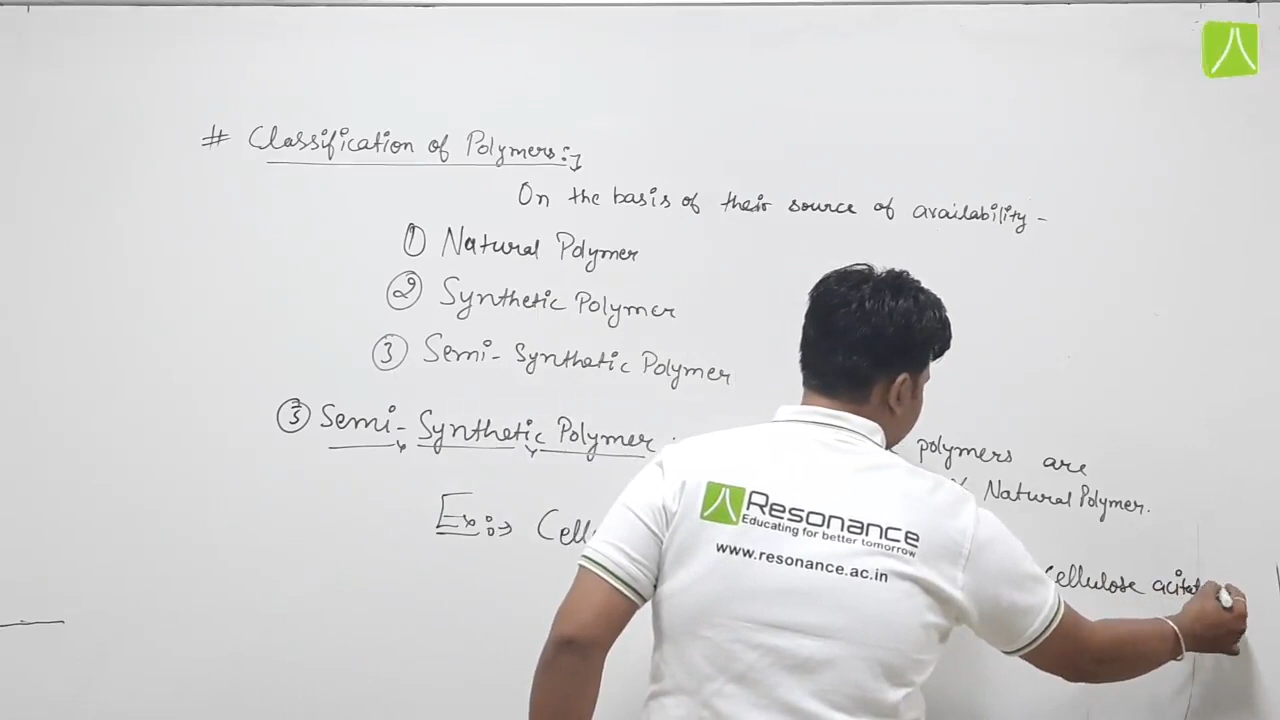 # Classification of Polymers:
On the basis of their source of availability -
① Natural Polymer
② Synthetic Polymer
③ Semi-Synthetic Polymer
③ Semi-Synthetic Polymer
polymers are
Natural Polymer.
Ex:→ Cell
Cellulose acitat
Resonance
Educating for better tomorrow
www.resonance.ac.in